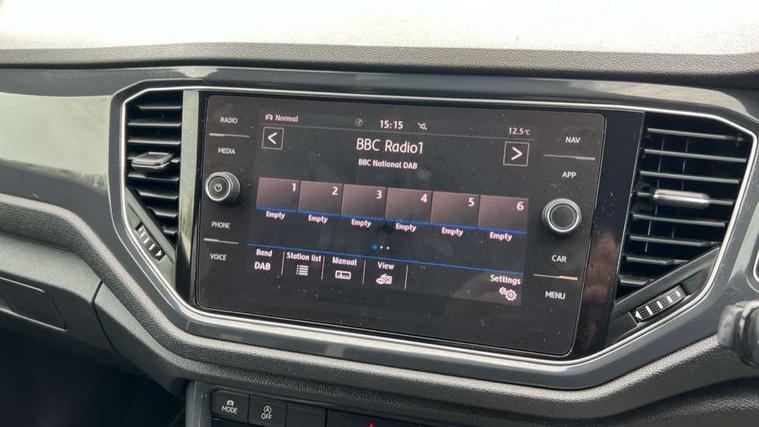 RADIO
MEDIA
PHONE
VOICE
Normal 15:15 12.5°C
BBC Radio1
BBC National DAB
1 2 3 4 5 6
Empty Empty Empty Empty Empty Empty
Band Station list Manual View Settings
DAB
NAV
APP
CAR
MENU
MODE OFF